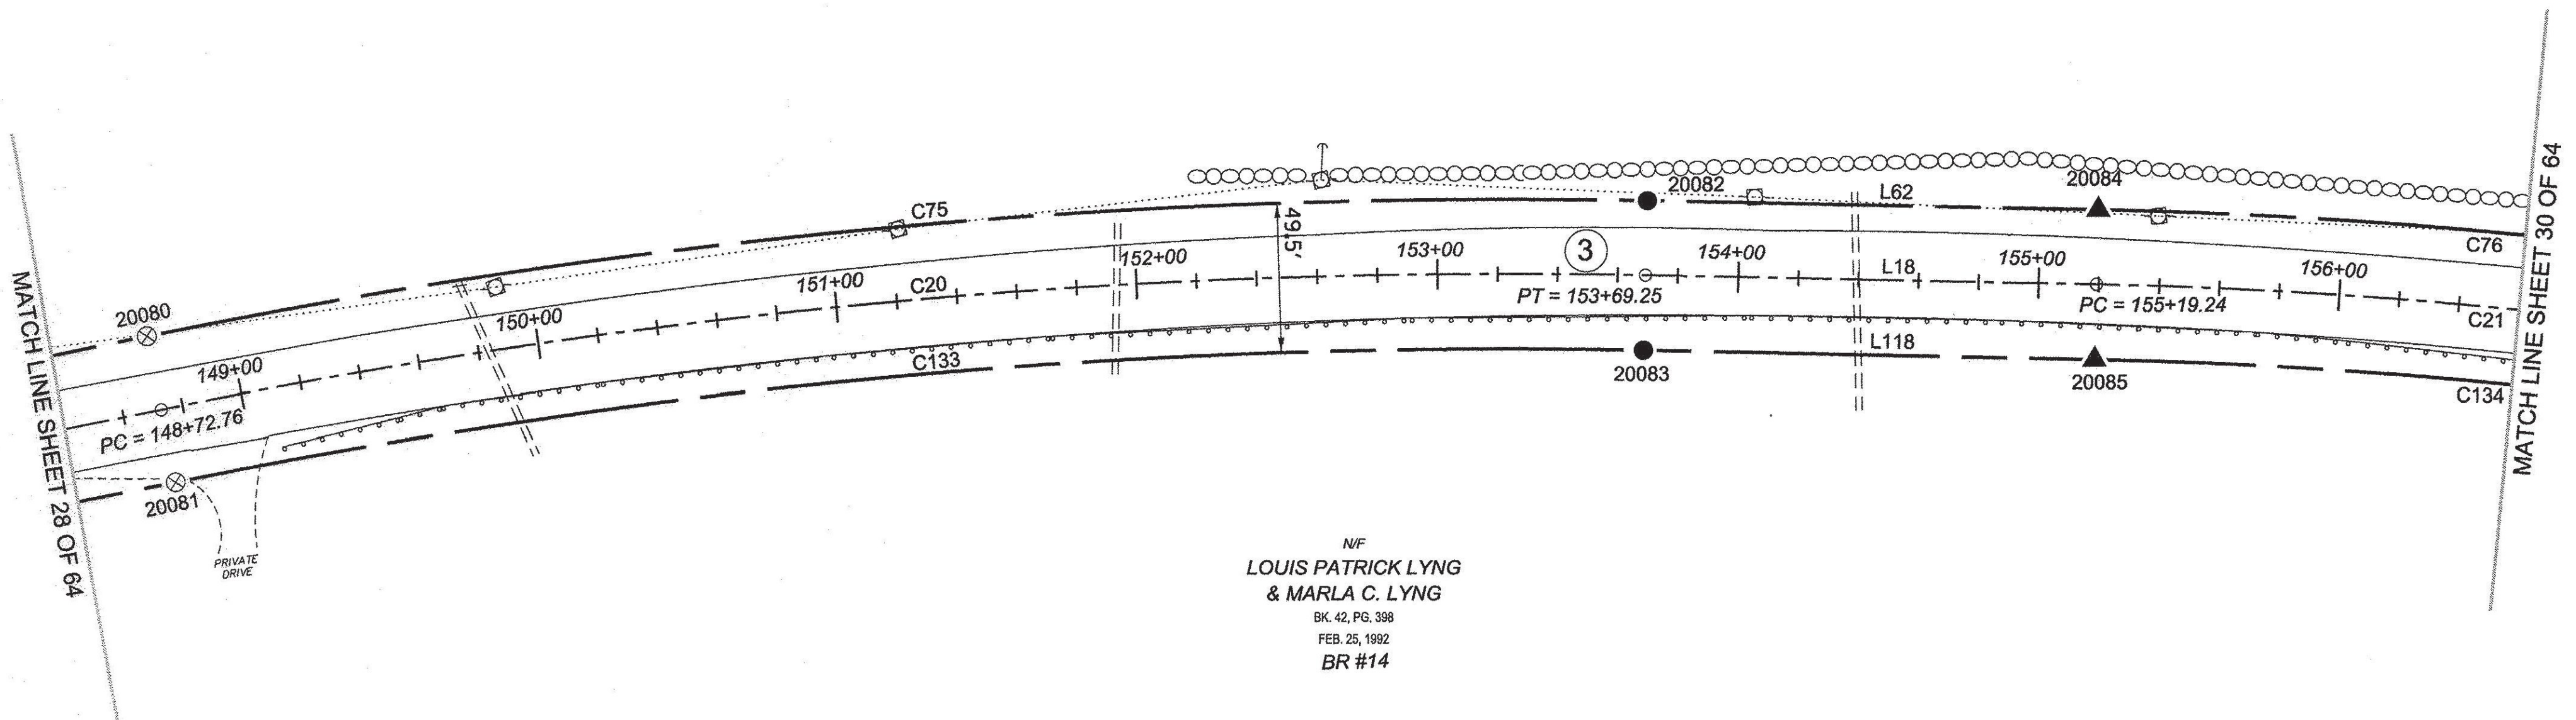 MATCH LINE SHEET 28 OF 64
20080
149+00
PC = 148+72.76
20081
PRIVATE
DRIVE
150+00
151+00
C75
C20
C133
152+00
49.5'
153+00
3
PT = 153+69.25
20082
20083
154+00
L62
L18
L118
20084
155+00
PC = 155+19.24
20085
156+00
C76
C21
C134
MATCH LINE SHEET 30 OF 64
N/F
LOUIS PATRICK LYNG
& MARLA C. LYNG
BK. 42, PG. 398
FEB. 25, 1992
BR #14